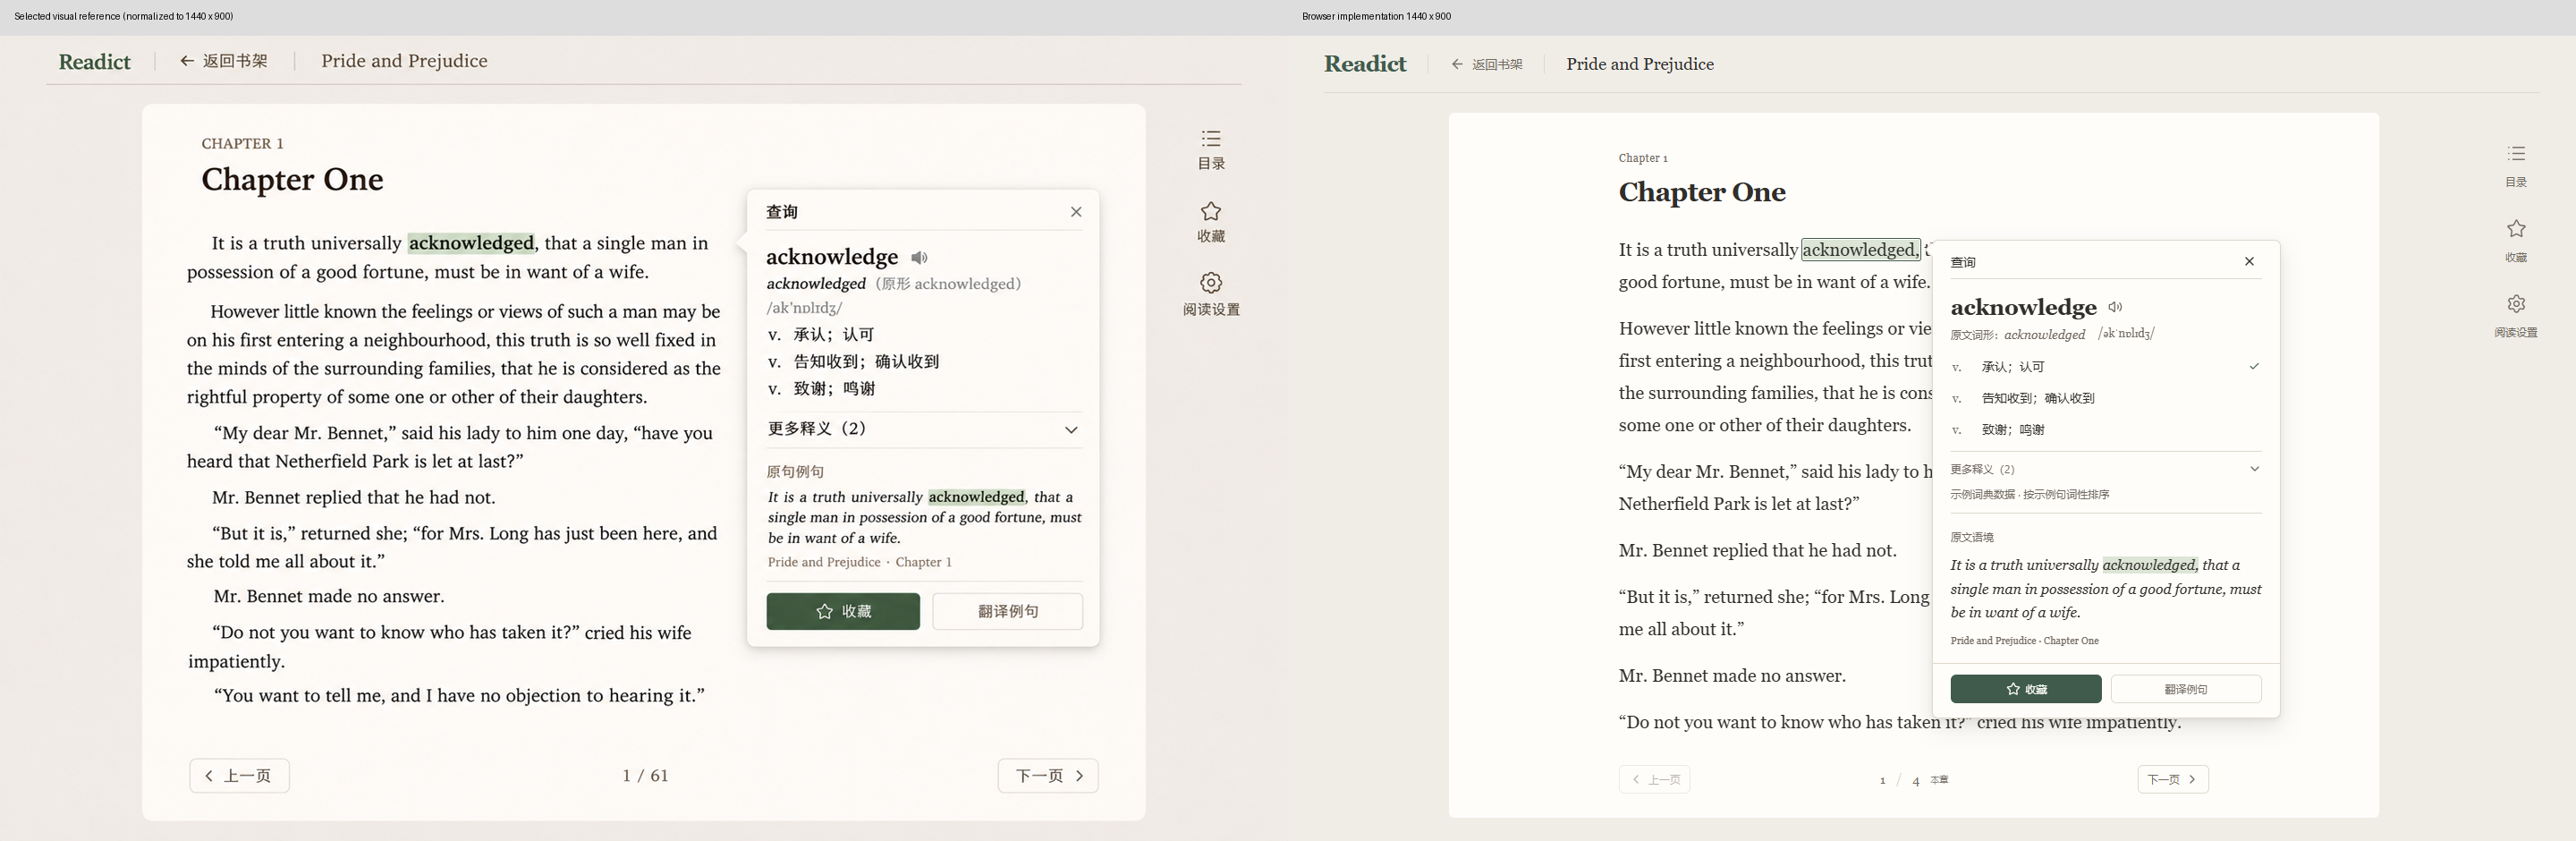 Selected visual reference (normalized to 1440 x 900)
Readict
返回书架
Pride and Prejudice
CHAPTER 1
Chapter One
It is a truth universally acknowledged, that a single man in
possession of a good fortune, must be in want of a wife.
However little known the feelings or views of such a man may be
on his first entering a neighbourhood, this truth is so well fixed in
the minds of the surrounding families, that he is considered as the
rightful property of some one or other of their daughters.
“My dear Mr. Bennet,” said his lady to him one day, “have you
heard that Netherfield Park is let at last?”
Mr. Bennet replied that he had not.
“But it is,” returned she; “for Mrs. Long has just been here, and
she told me all about it.”
Mr. Bennet made no answer.
“Do not you want to know who has taken it?” cried his wife
impatiently.
“You want to tell me, and I have no objection to hearing it.”
上一页
1 / 61
下一页
查询
acknowledge
acknowledged（原形 acknowledged）
/ək'nɒlɪdʒ/
v. 承认；认可
v. 告知收到；确认收到
v. 致谢；鸣谢
更多释义（2）
原句例句
It is a truth universally acknowledged, that a
single man in possession of a good fortune, must
be in want of a wife.
Pride and Prejudice · Chapter 1
收藏
翻译例句
目录
收藏
阅读设置
Browser implementation 1440 x 900
Readict
返回书架
Pride and Prejudice
Chapter 1
Chapter One
It is a truth universally acknowledged,
good fortune, must be in want of a wife.
However little known the feelings or vie
first entering a neighbourhood, this trut
the surrounding families, that he is cons
some one or other of their daughters.
“My dear Mr. Bennet,” said his lady to h
Netherfield Park is let at last?”
Mr. Bennet replied that he had not.
“But it is,” returned she; “for Mrs. Long
me all about it.”
Mr. Bennet made no answer.
“Do not you want to know who has taken it?” cried his wife impatiently.
上一页
1 / 4 本章
下一页
查询
acknowledge
原文词形：acknowledged /əkˈnɒlɪdʒ/
v. 承认；认可
v. 告知收到；确认收到
v. 致谢；鸣谢
更多释义（2）
示例词典数据 · 按示例句词性排序
原文语境
It is a truth universally acknowledged, that a
single man in possession of a good fortune, must
be in want of a wife.
Pride and Prejudice · Chapter One
收藏
翻译例句
目录
收藏
阅读设置